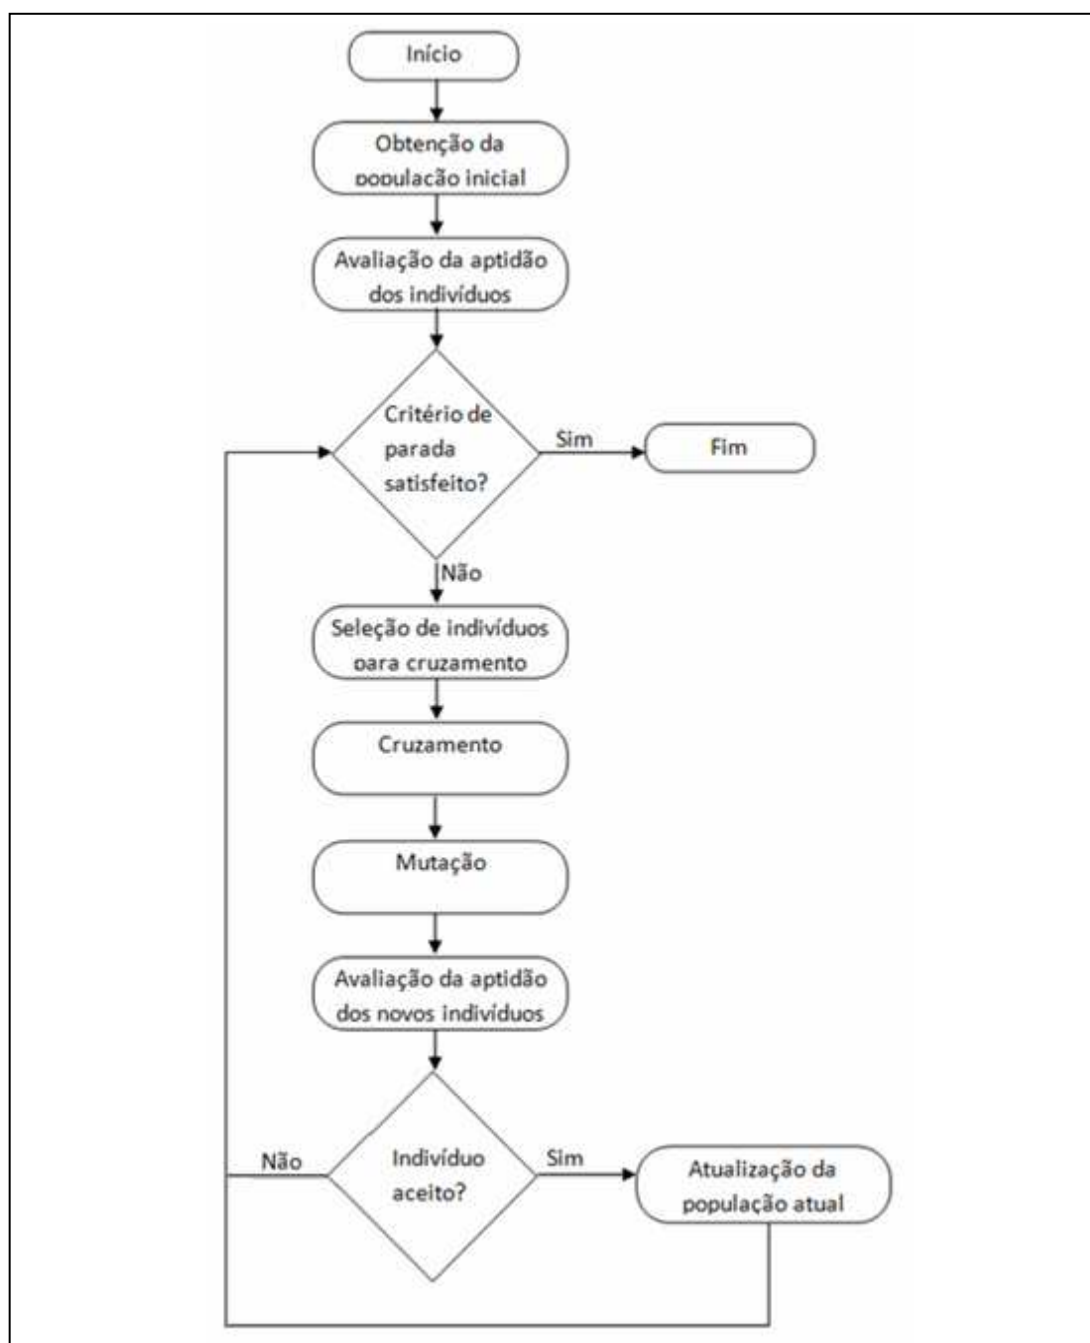 Início
Obtenção da
população inicial
Avaliação da aptidão
dos indivíduos
Critério de
parada
satisfeito?
Sim
Fim
Não
Seleção de indivíduos
para cruzamento
Cruzamento
Mutação
Avaliação da aptidão
dos novos indivíduos
Não
Indivíduo
aceito?
Sim
Atualização da
população atual